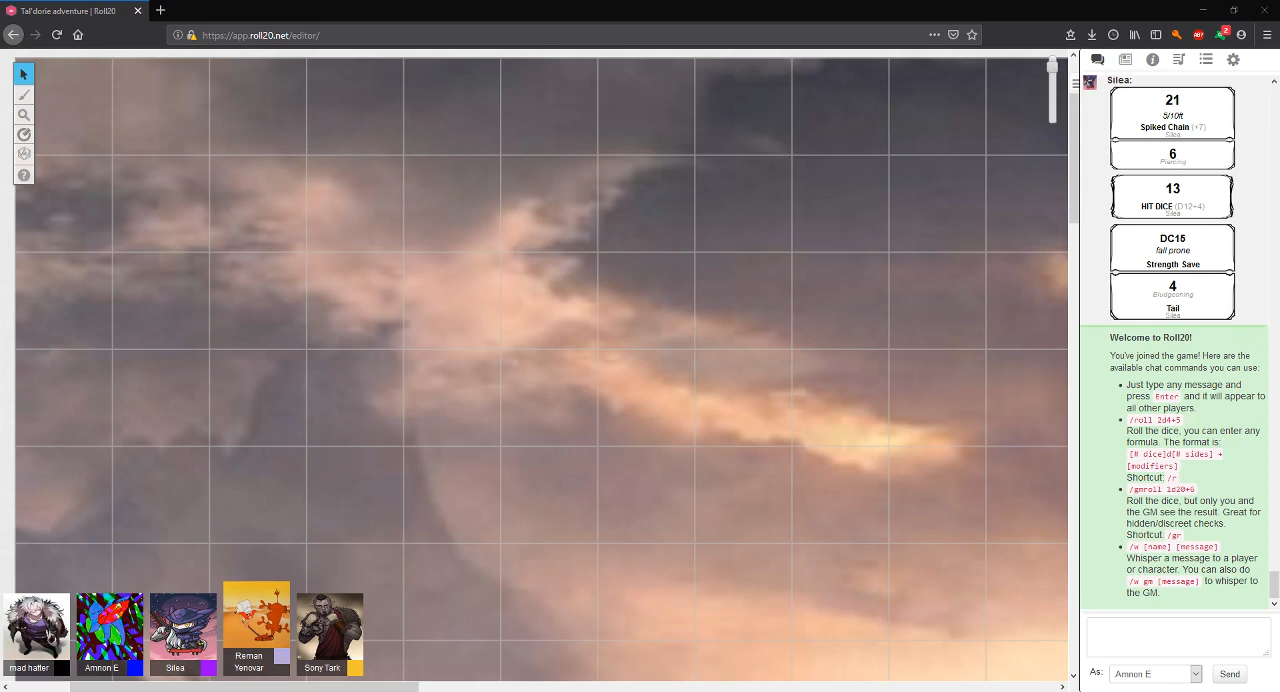 Tal'dorie adventure | Roll20
https://app.roll20.net/editor/
ABP
2
Silea:
21
5/10ft
Spiked Chain (+7)
Silea
6
Piercing
13
HIT DICE (D12+4)
Silea
DC15
fall prone
Strength Save
4
Bludgeoning
Tail
Silea
Welcome to Roll20!
You've joined the game! Here are the
available chat commands you can use:
• Just type any message and
press Enter and it will appear to
all other players.
• /roll 2d4+5
Roll the dice, you can enter any
formula. The format is:
[# dice]d[# sides] +
[modifiers]
Shortcut: /r
• /gmroll 1d20+6
Roll the dice, but only you and
the GM see the result. Great for
hidden/discreet checks.
Shortcut: /gr
• /w [name] [message]
Whisper a message to a player
or character. You can also do
/w gm [message] to whisper to
the GM.
As:
Amnon E
Send
mad hatter
Amnon E
Silea
Reman
Yenovar
Sony Tark